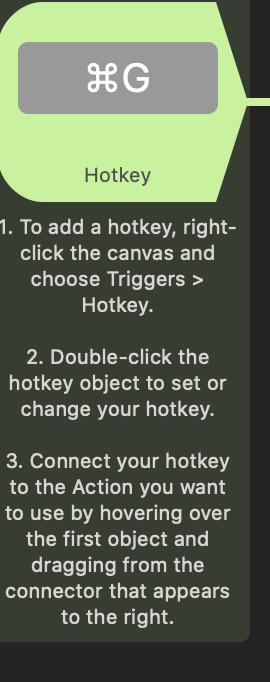 ⌘G
Hotkey
1. To add a hotkey, right-
click the canvas and
choose Triggers >
Hotkey.
2. Double-click the
hotkey object to set or
change your hotkey.
3. Connect your hotkey
to the Action you want
to use by hovering over
the first object and
dragging from the
connector that appears
to the right.